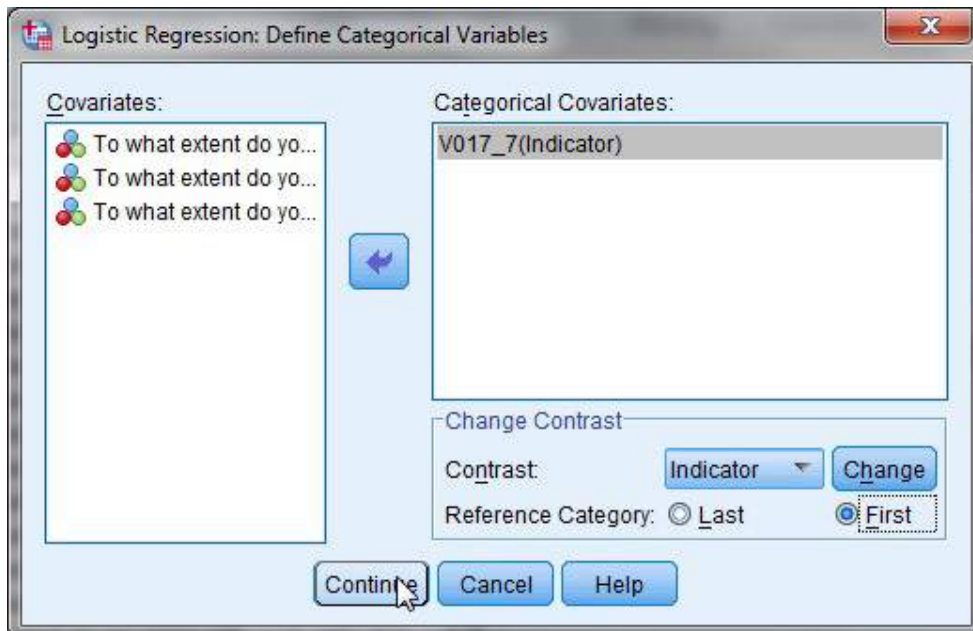 Logistic Regression: Define Categorical Variables
Covariates:
To what extent do yo...
To what extent do yo...
To what extent do yo...
Categorical Covariates:
V017_7(Indicator)
Change Contrast
Contrast: Indicator Change
Reference Category: Last First
Continue Cancel Help